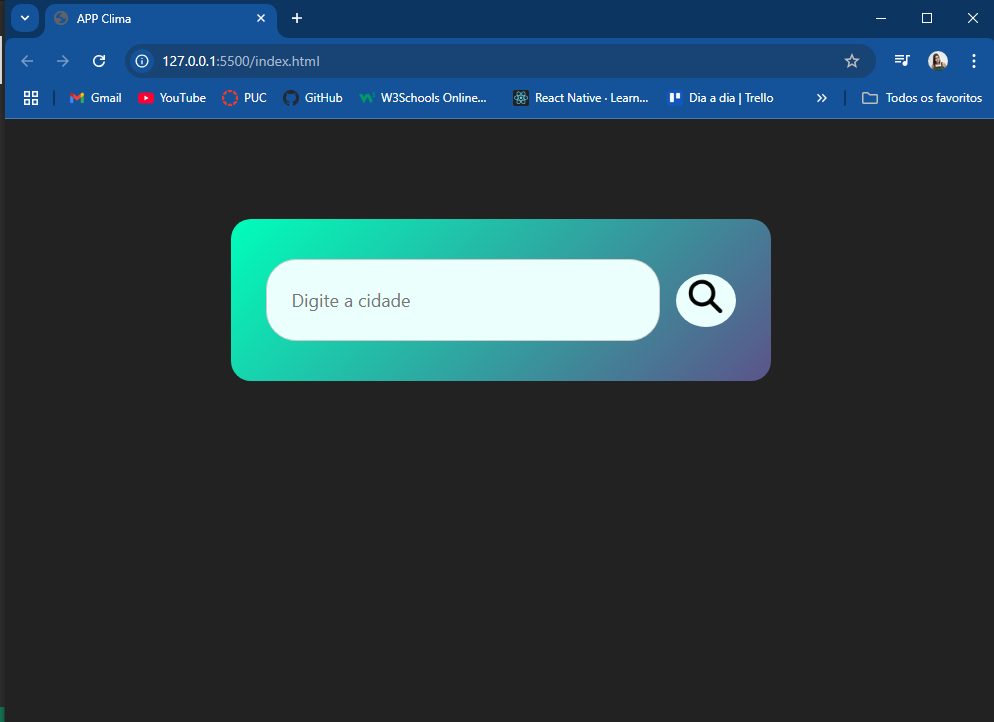 APP Clima
127.0.0.1:5500/index.html
Gmail YouTube PUC GitHub W3Schools Online... React Native · Learn... Dia a dia | Trello Todos os favoritos
Digite a cidade